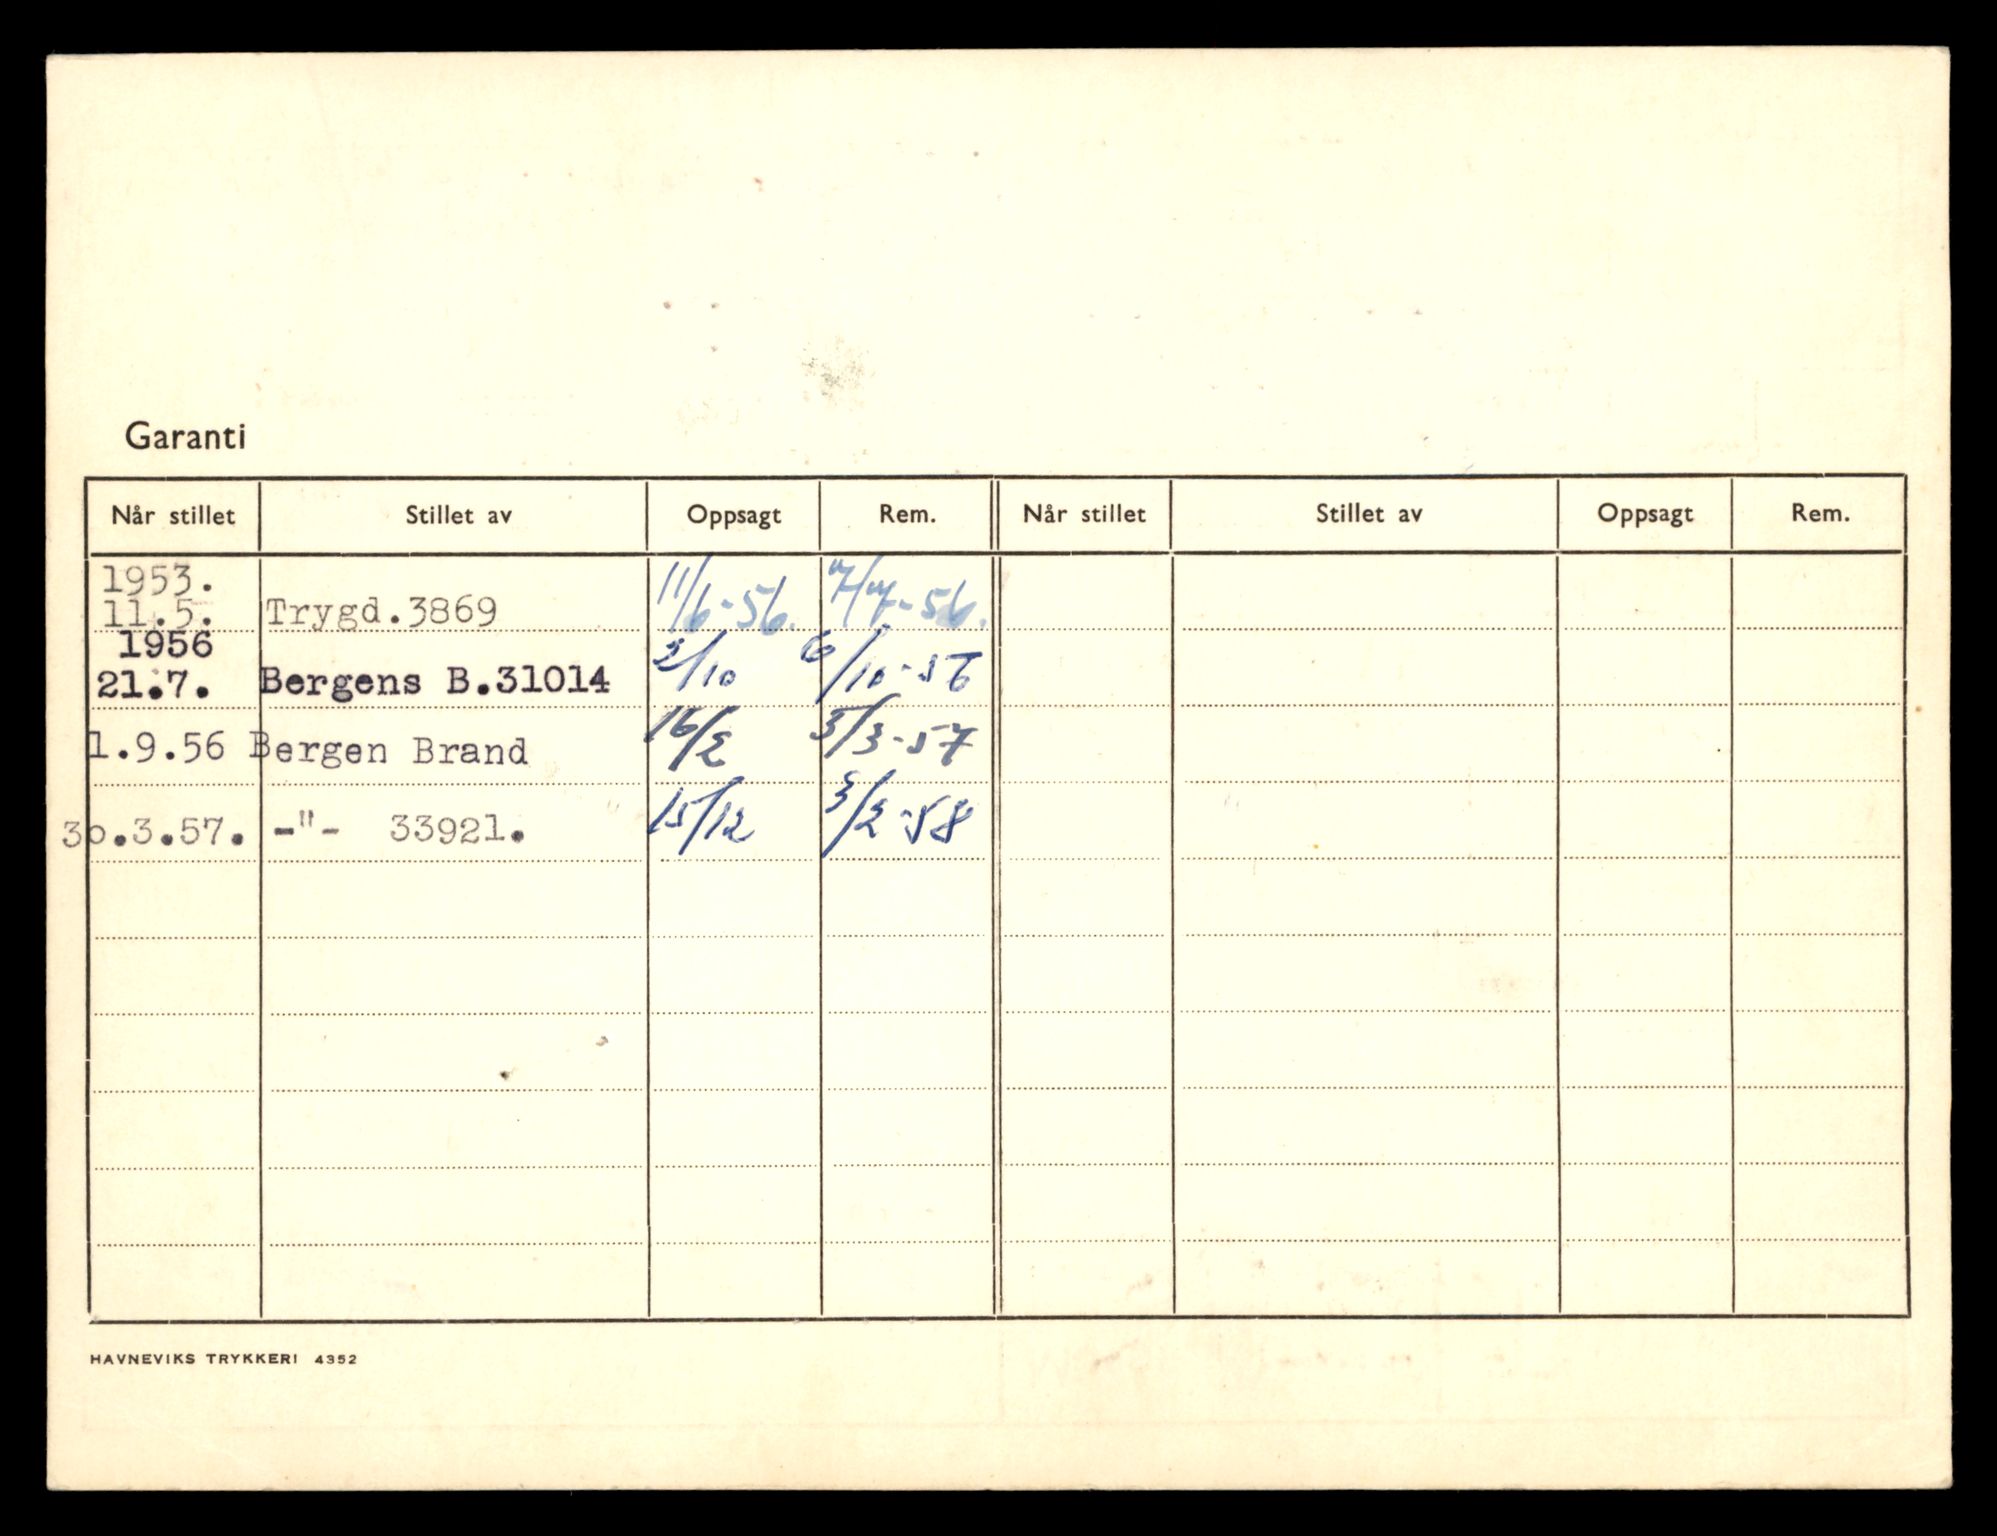 Garanti
Når stillet Stillet av Oppsagt Rem. Når stillet Stillet av Oppsagt Rem.
1953.
11.5. Trygd.3869 11/6-56. 7/7-56.
1956
21.7. Bergens B.31014 2/10 6/10-56
1.9.56 Bergen Brand 16/2 5/3-57
30.3.57. -"- 33921. 15/12 3/2-58
HAVNEVIKS TRYKKERI 4352